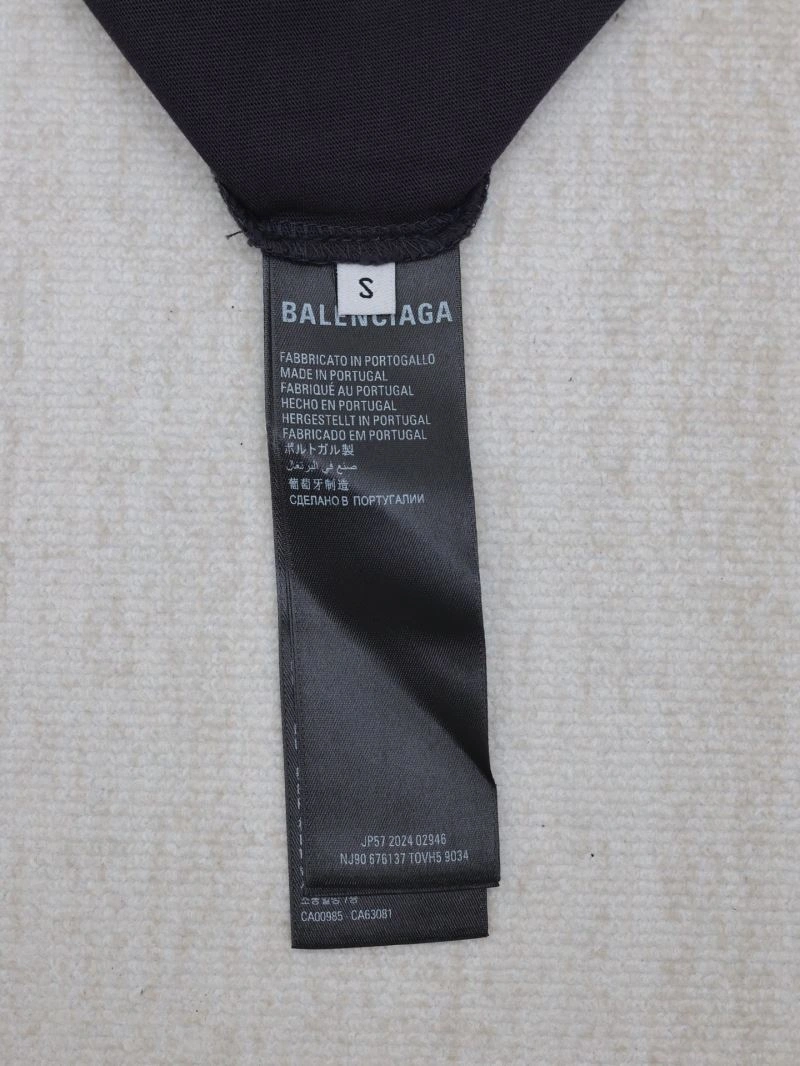 S
BALENCIAGA
FABBRICATO IN PORTOGALLO
MADE IN PORTUGAL
FABRIQUÉ AU PORTUGAL
HECHO EN PORTUGAL
HERGESTELLT IN PORTUGAL
FABRICADO EM PORTUGAL
ポルトガル製
صنع في البرتغال
葡萄牙制造
СДЕЛАНО В ПОРТУГАЛИИ
JP57 2024 02946
NJ90 676137 TOVH5 9034
CA00985 - CA63081